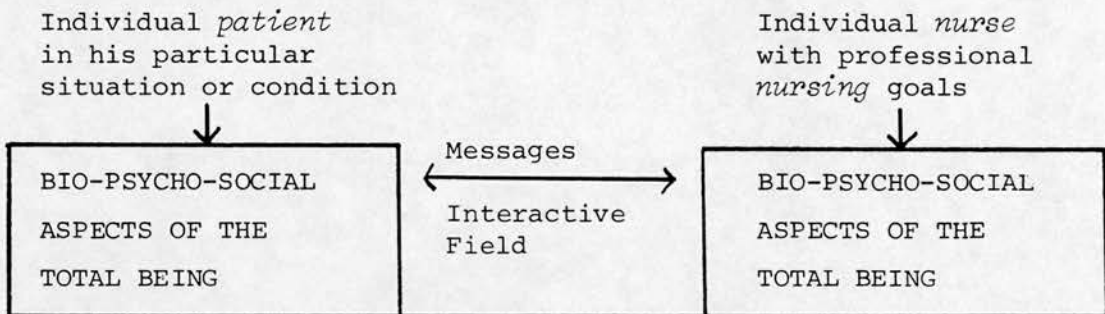 Individual patient
in his particular
situation or condition
Individual nurse
with professional
nursing goals
BIO-PSYCHO-SOCIAL
ASPECTS OF THE
TOTAL BEING
Messages
Interactive
Field
BIO-PSYCHO-SOCIAL
ASPECTS OF THE
TOTAL BEING